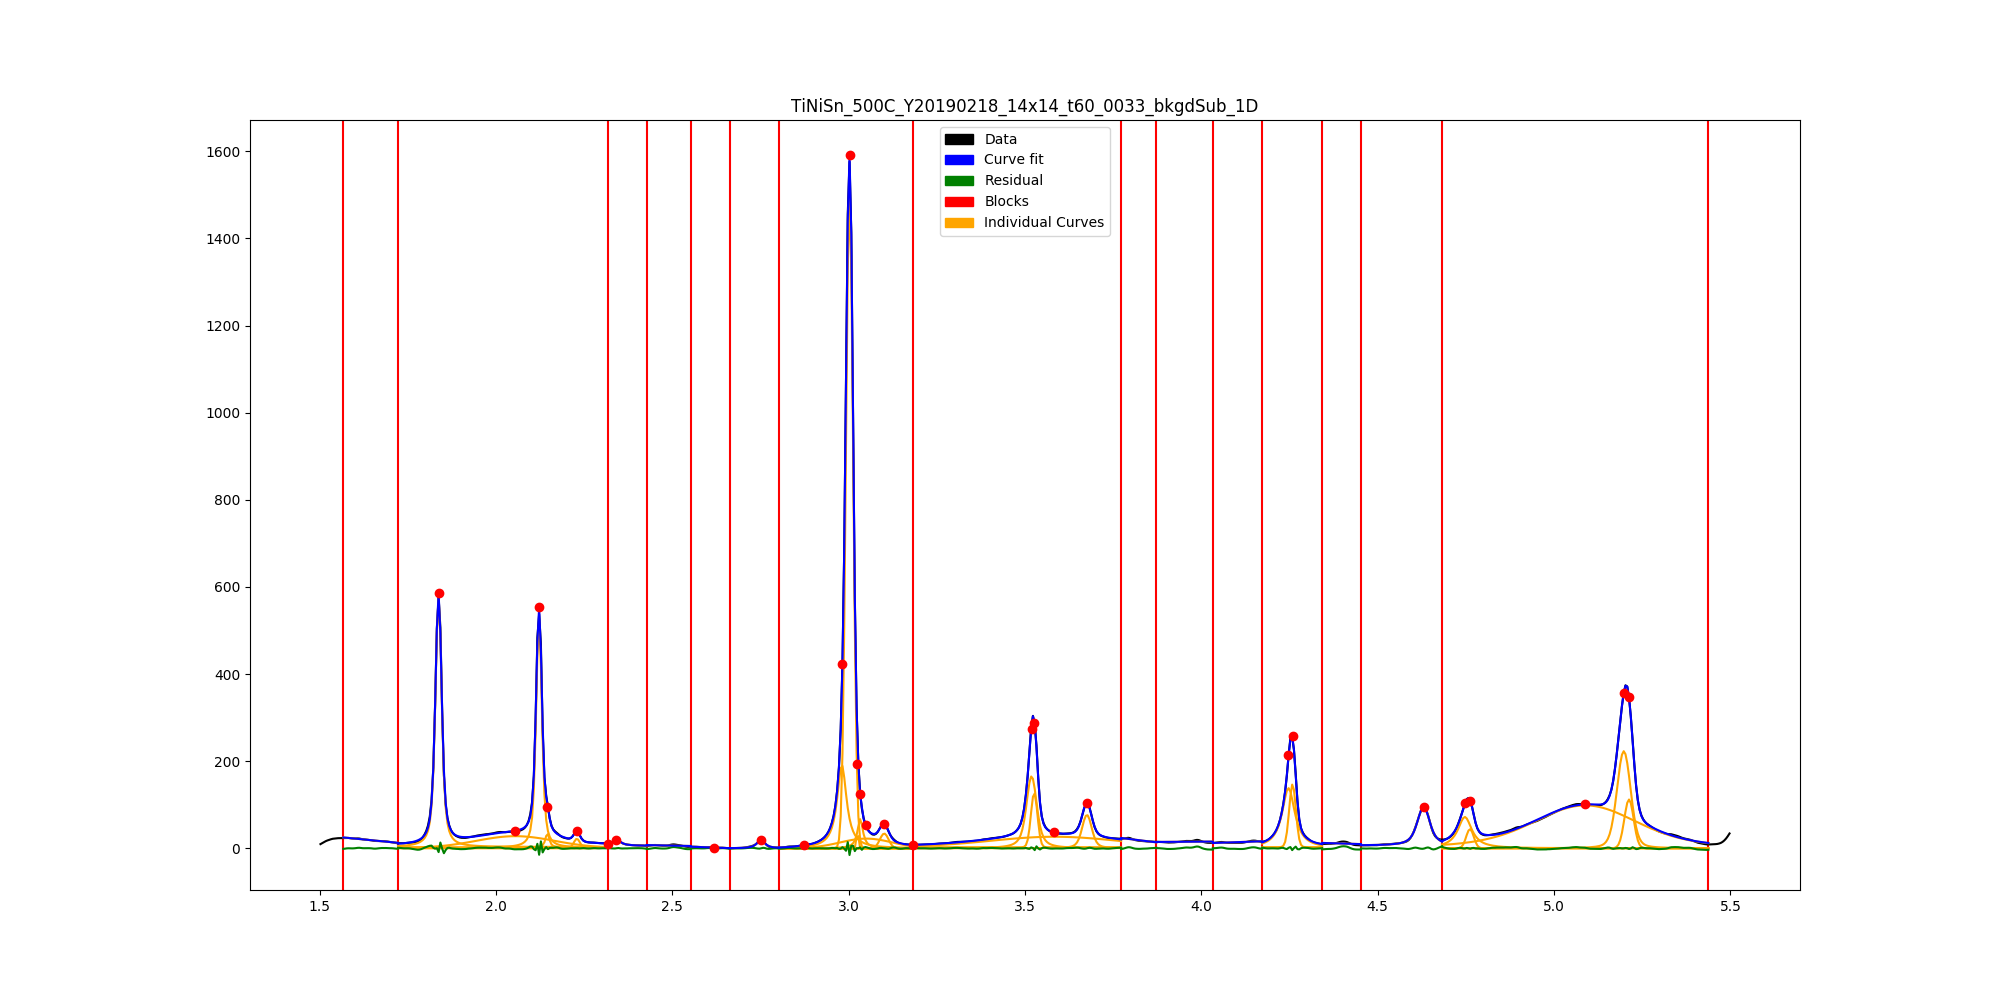 TiNiSn_500C_Y20190218_14x14_t60_0033_bkgdSub_1D
Data
Curve fit
Residual
Blocks
Individual Curves
1600
1400
1200
1000
800
600
400
200
0
1.5 2.0 2.5 3.0 3.5 4.0 4.5 5.0 5.5